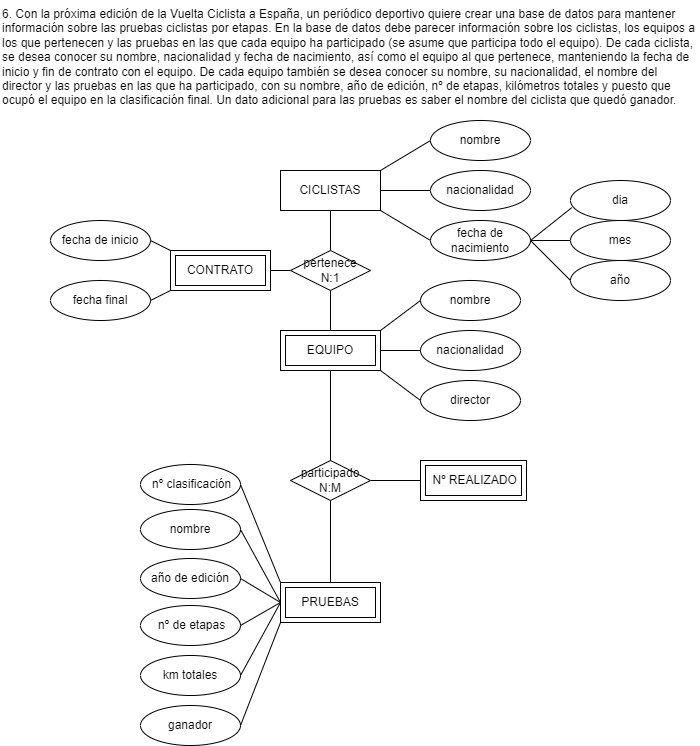 6. Con la próxima edición de la Vuelta Ciclista a España, un periódico deportivo quiere crear una base de datos para mantener
información sobre las pruebas ciclistas por etapas. En la base de datos debe parecer información sobre los ciclistas, los equipos a
los que pertenecen y las pruebas en las que cada equipo ha participado (se asume que participa todo el equipo). De cada ciclista,
se desea conocer su nombre, nacionalidad y fecha de nacimiento, así como el equipo al que pertenece, manteniendo la fecha de
inicio y fin de contrato con el equipo. De cada equipo también se desea conocer su nombre, su nacionalidad, el nombre del
director y las pruebas en las que ha participado, con su nombre, año de edición, nº de etapas, kilómetros totales y puesto que
ocupó el equipo en la clasificación final. Un dato adicional para las pruebas es saber el nombre del ciclista que quedó ganador.
nombre
CICLISTAS
nacionalidad
dia
fecha de
nacimiento
mes
año
fecha de inicio
CONTRATO
pertenece
N:1
fecha final
nombre
EQUIPO
nacionalidad
director
participado
N:M
Nº REALIZADO
nº clasificación
nombre
año de edición
PRUEBAS
nº de etapas
km totales
ganador